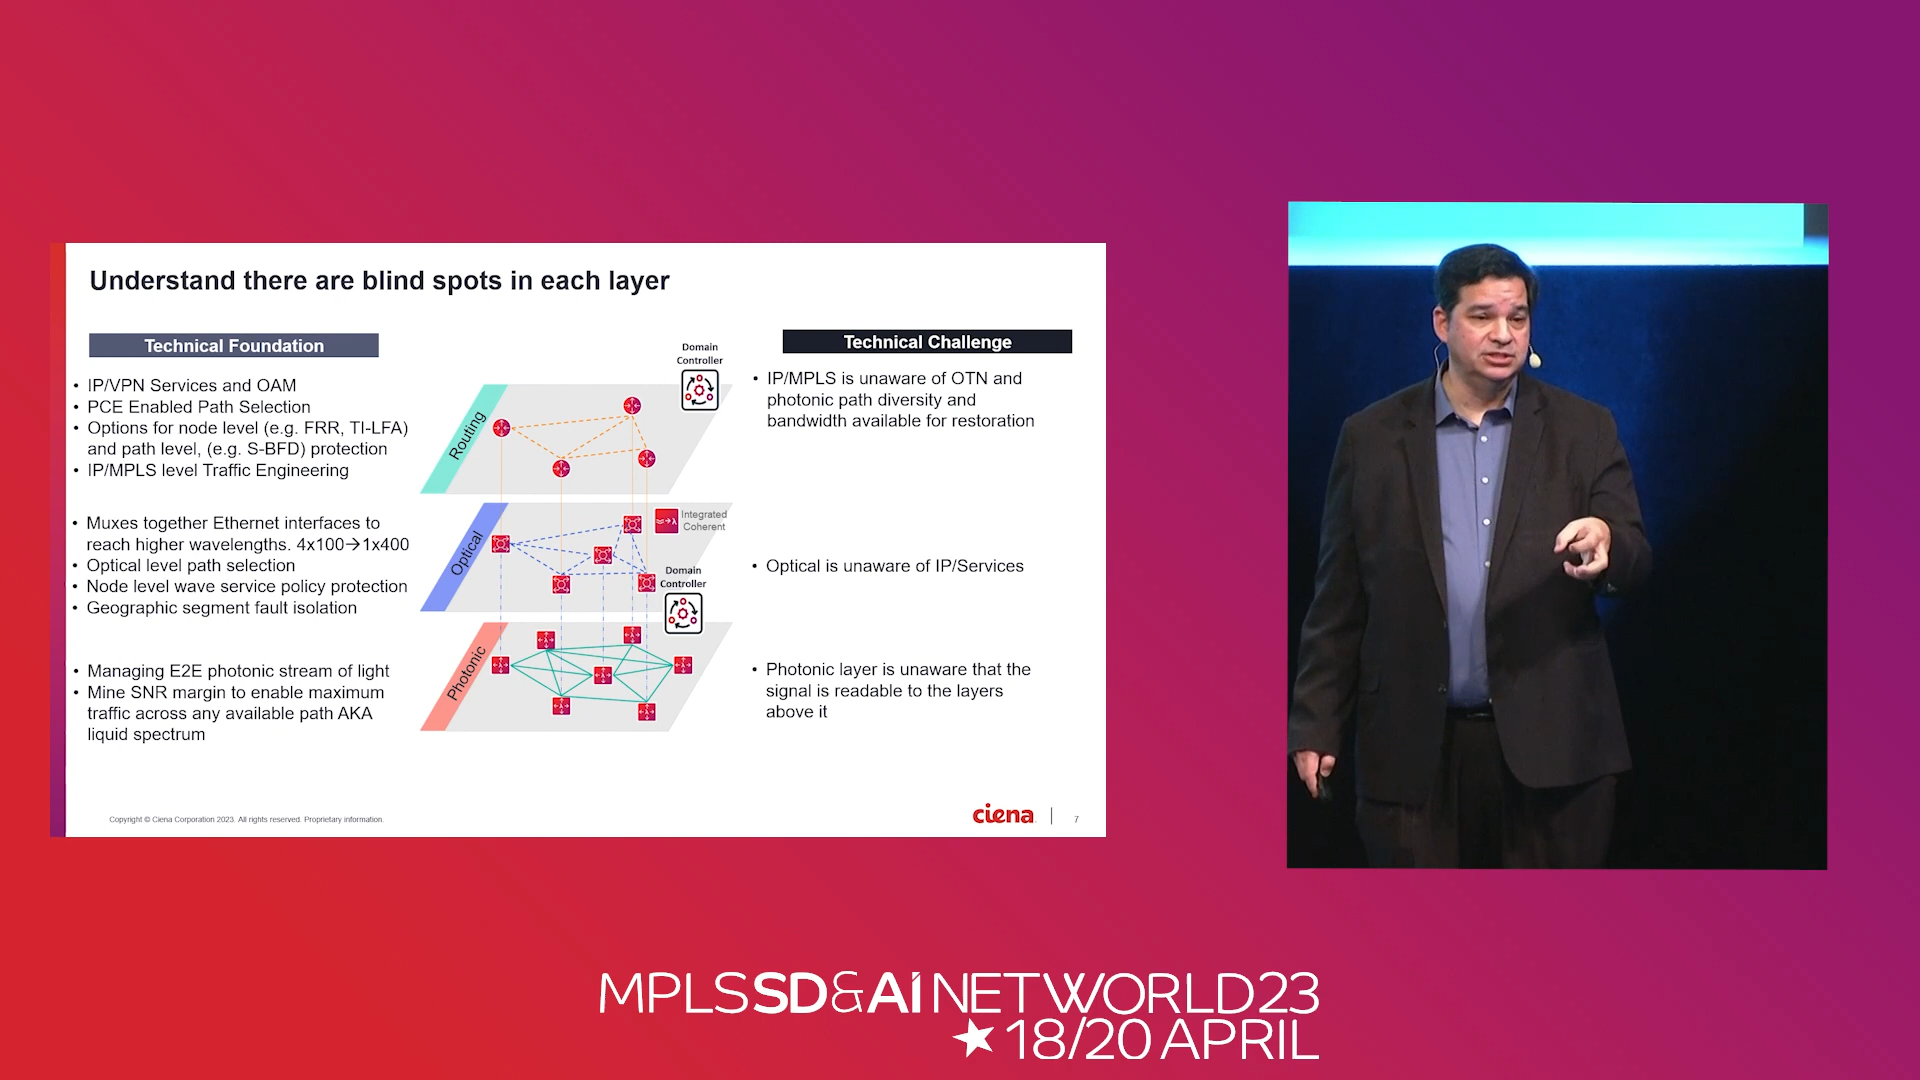 Understand there are blind spots in each layer
Technical Foundation
• IP/VPN Services and OAM
• PCE Enabled Path Selection
• Options for node level (e.g. FRR, TI-LFA)
and path level, (e.g. S-BFD) protection
• IP/MPLS level Traffic Engineering
• Muxes together Ethernet interfaces to
reach higher wavelengths. 4x100→1x400
• Optical level path selection
• Node level wave service policy protection
• Geographic segment fault isolation
• Managing E2E photonic stream of light
• Mine SNR margin to enable maximum
traffic across any available path AKA
liquid spectrum
Domain
Controller
Routing
Optical
Integrated
Coherent
Domain
Controller
Photonic
Technical Challenge
• IP/MPLS is unaware of OTN and
photonic path diversity and
bandwidth available for restoration
• Optical is unaware of IP/Services
• Photonic layer is unaware that the
signal is readable to the layers
above it
Copyright © Ciena Corporation 2023. All rights reserved. Proprietary information.
ciena
7
MPLS SD & AI NET WORLD 23
18/20 APRIL